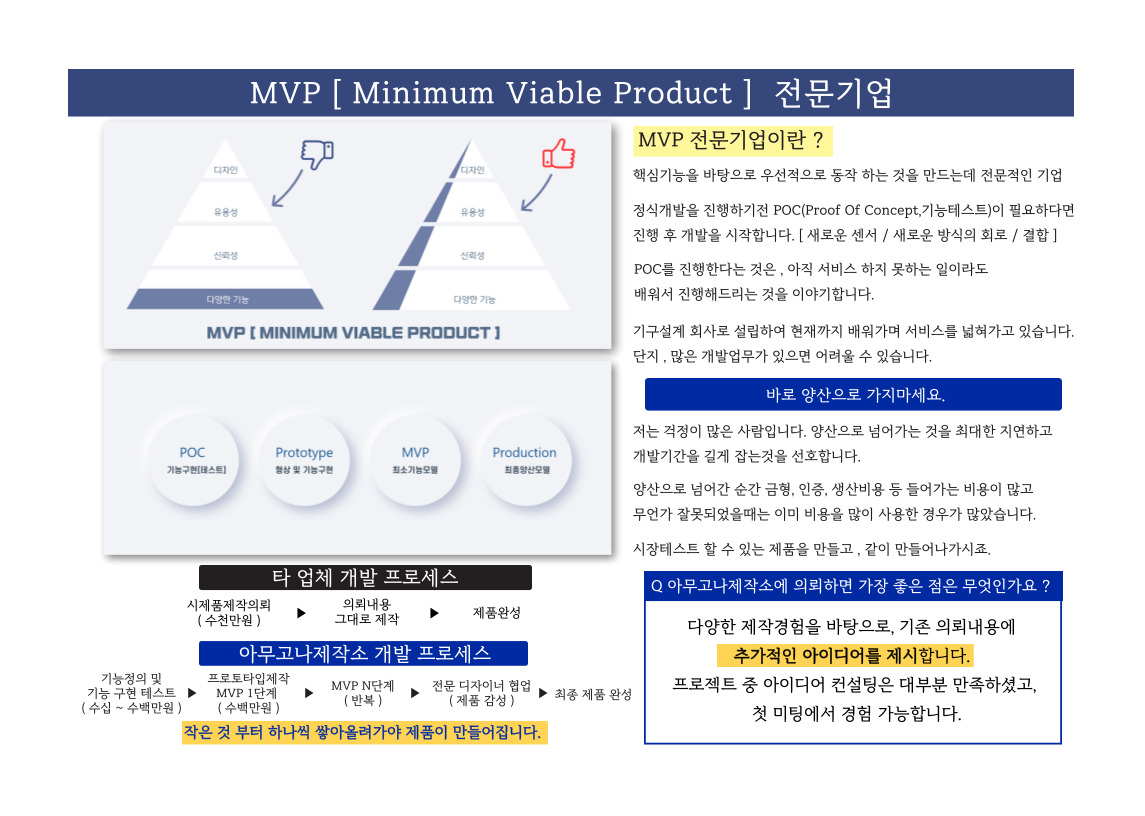 MVP [ Minimum Viable Product ] 전문기업
디자인
유용성
신뢰성
다양한 기능
디자인
유용성
신뢰성
다양한 기능
MVP [ MINIMUM VIABLE PRODUCT ]
POC
기능구현[테스트]
Prototype
형상 및 기능구현
MVP
최소기능모델
Production
최종양산모델
타 업체 개발 프로세스
시제품제작의뢰
( 수천만원 )
▶
의뢰내용
그대로 제작
▶
제품완성
아무고나제작소 개발 프로세스
기능정의 및
기능 구현 테스트
( 수십 ~ 수백만원 )
▶
프로토타입제작
MVP 1단계
( 수백만원 )
▶
MVP N단계
( 반복 )
▶
전문 디자이너 협업
( 제품 감성 )
▶
최종 제품 완성
작은 것 부터 하나씩 쌓아올려가야 제품이 만들어집니다.
MVP 전문기업이란 ?
핵심기능을 바탕으로 우선적으로 동작 하는 것을 만드는데 전문적인 기업
정식개발을 진행하기전 POC(Proof Of Concept,기능테스트)이 필요하다면
진행 후 개발을 시작합니다. [ 새로운 센서 / 새로운 방식의 회로 / 결합 ]
POC를 진행한다는 것은 , 아직 서비스 하지 못하는 일이라도
배워서 진행해드리는 것을 이야기합니다.
기구설계 회사로 설립하여 현재까지 배워가며 서비스를 넓혀가고 있습니다.
단지 , 많은 개발업무가 있으면 어려울 수 있습니다.
바로 양산으로 가지마세요.
저는 걱정이 많은 사람입니다. 양산으로 넘어가는 것을 최대한 지연하고
개발기간을 길게 잡는것을 선호합니다.
양산으로 넘어간 순간 금형, 인증, 생산비용 등 들어가는 비용이 많고
무언가 잘못되었을때는 이미 비용을 많이 사용한 경우가 많았습니다.
시장테스트 할 수 있는 제품을 만들고 , 같이 만들어나가시죠.
Q 아무고나제작소에 의뢰하면 가장 좋은 점은 무엇인가요 ?
다양한 제작경험을 바탕으로, 기존 의뢰내용에
추가적인 아이디어를 제시합니다.
프로젝트 중 아이디어 컨설팅은 대부분 만족하셨고,
첫 미팅에서 경험 가능합니다.